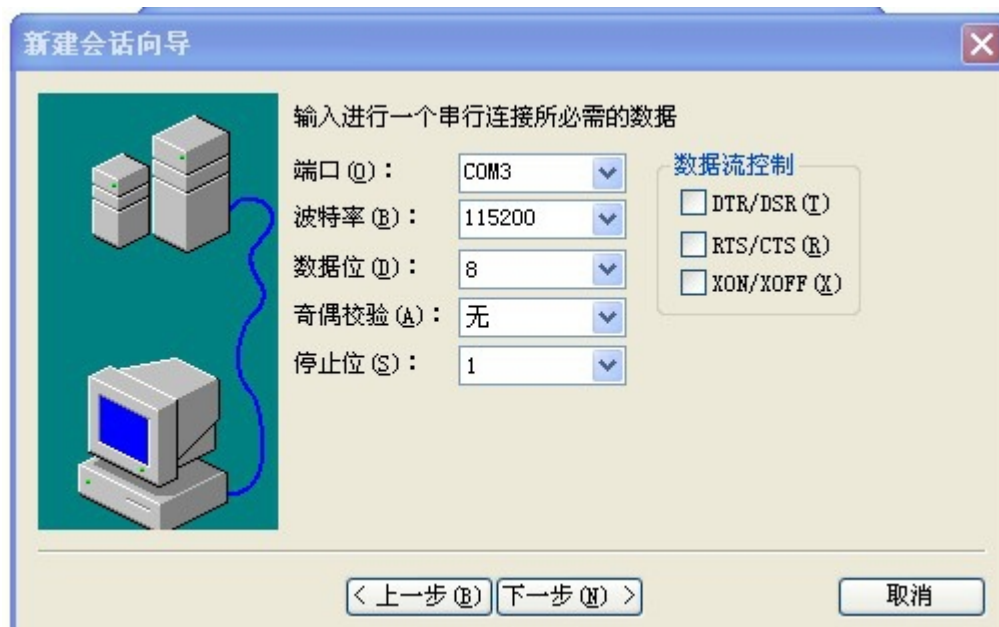 新建会话向导
输入进行一个串行连接所必需的数据
端口(O)： COM3
波特率(B)： 115200
数据位(D)： 8
奇偶校验(A)： 无
停止位(S)： 1
数据流控制
DTR/DSR(T)
RTS/CTS(R)
XON/XOFF(X)
< 上一步(B) 下一步(N) > 取消